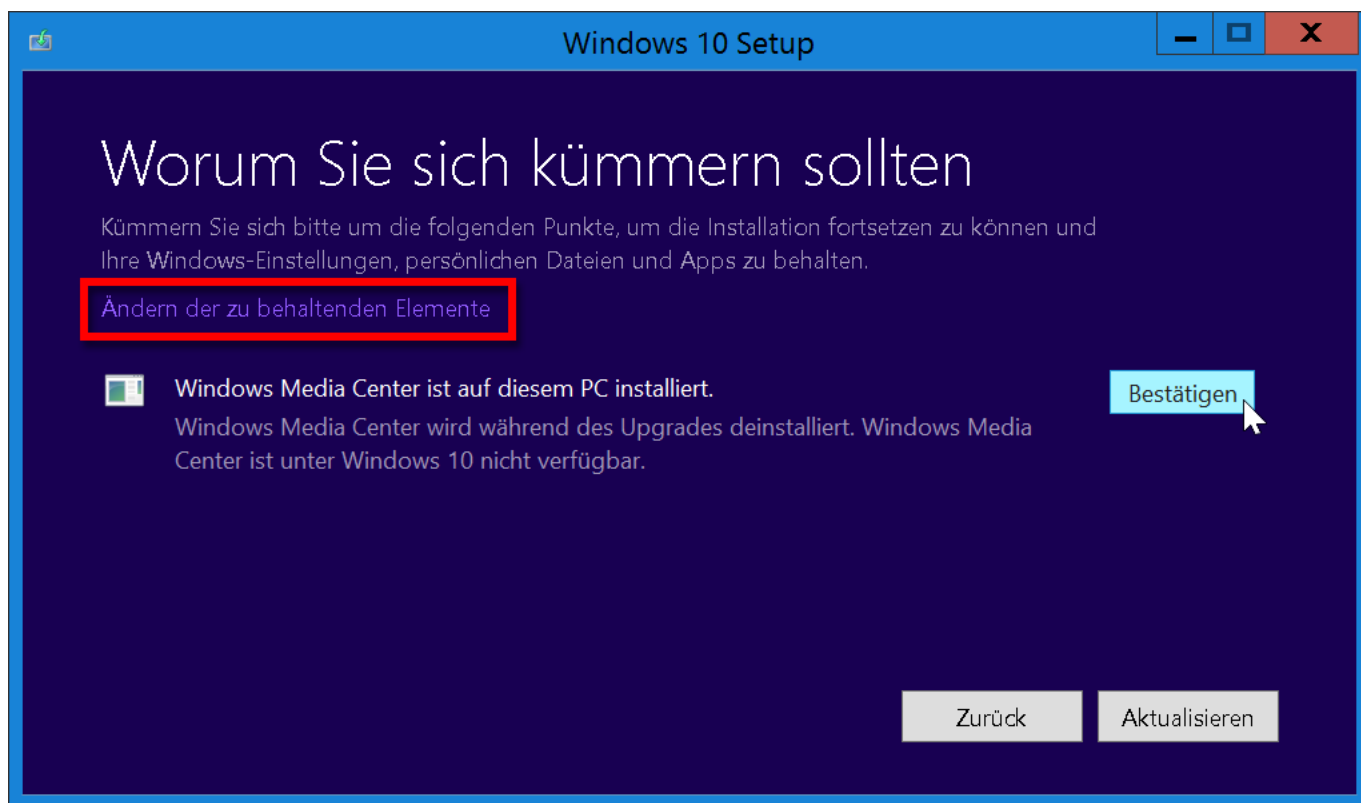 Windows 10 Setup
Worum Sie sich kümmern sollten
Kümmern Sie sich bitte um die folgenden Punkte, um die Installation fortsetzen zu können und
Ihre Windows-Einstellungen, persönlichen Dateien und Apps zu behalten.
Ändern der zu behaltenden Elemente
Windows Media Center ist auf diesem PC installiert.
Bestätigen
Windows Media Center wird während des Upgrades deinstalliert. Windows Media
Center ist unter Windows 10 nicht verfügbar.
Zurück
Aktualisieren